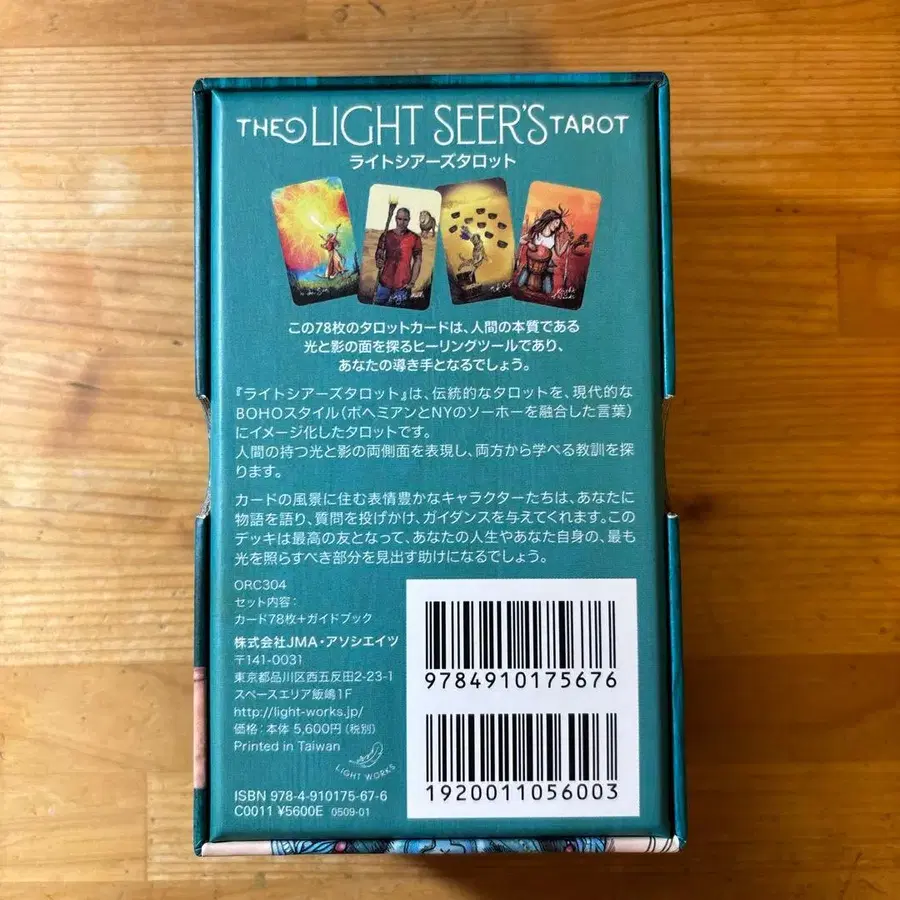 THE LIGHT SEER'S TAROT
ライトシアーズタロット
この78枚のタロットカードは、人間の本質である
光と影の面を探るヒーリングツールであり、
あなたの導き手となるでしょう。
『ライトシアーズタロット』は、伝統的なタロットを、現代的な
BOHOスタイル(ボヘミアンとNYのソーホーを融合した言葉)
にイメージ化したタロットです。
人間の持つ光と影の両側面を表現し、両方から学べる教訓を探
ります。
カードの風景に住む表情豊かなキャラクターたちは、あなたに
物語を語り、質問を投げかけ、ガイダンスを与えてくれます。この
デッキは最高の友となって、あなたの人生やあなた自身の、最も
光を照らすべき部分を見出す助けになるでしょう。
ORC304
セット内容:
カード78枚+ガイドブック
株式会社JMA・アソシエイツ
〒141-0031
東京都品川区西五反田2-23-1
スペースエリア飯嶋1F
http://light-works.jp/
価格:本体 5,600円(税別)
Printed in Taiwan
LIGHT WORKS
ISBN 978-4-910175-67-6
C0011 ¥5600E 0509-01
9784910175676
1920011056003